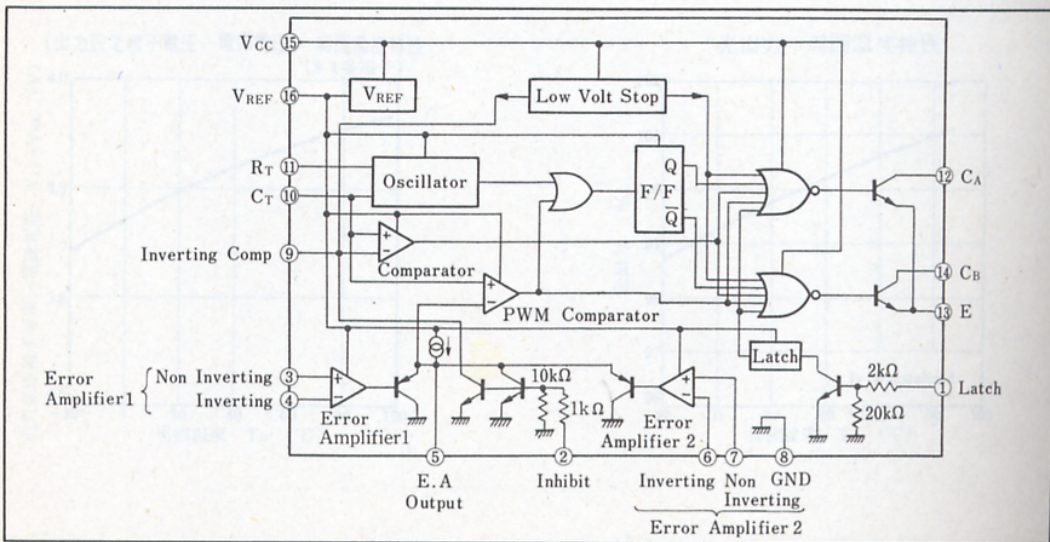 VCC ⑮
VREF ⑯
VREF
Low Volt Stop
RT ⑪
CT ⑩
Oscillator
F/F
Q
Q̅
⑫ CA
Inverting Comp ⑨
+
−
Comparator
+
−
PWM Comparator
⑭ CB
⑬ E
Error
Amplifier1
Non Inverting ③
Inverting ④
+
−
Error
Amplifier1
10kΩ
1kΩ
+
−
Error
Amplifier 2
Latch
2kΩ
20kΩ
① Latch
⑤
E.A
Output
②
Inhibit
⑥
Inverting
⑦
Non
Inverting
⑧
GND
Error Amplifier 2